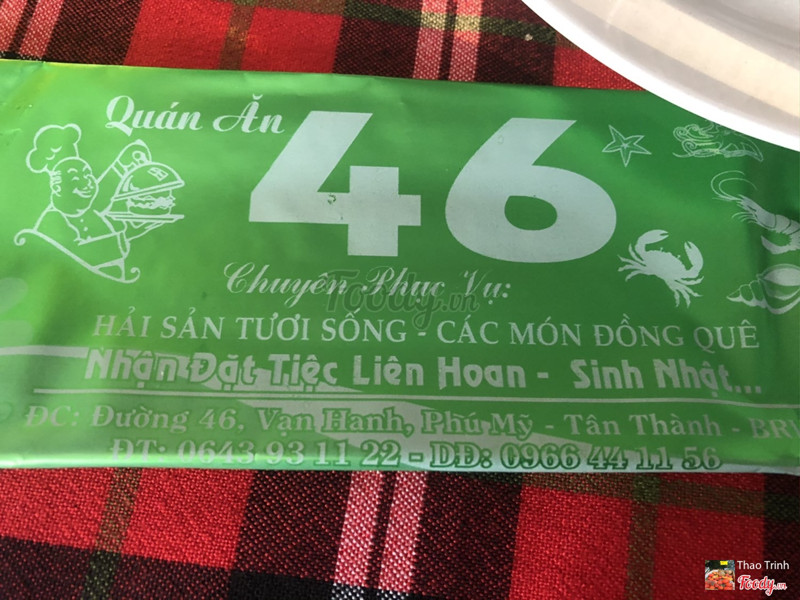 Quán Ăn 46
Chuyên Phục Vụ:
HẢI SẢN TƯƠI SỐNG - CÁC MÓN ĐỒNG QUÊ
Nhận Đặt Tiệc Liên Hoan - Sinh Nhật...
ĐC: Đường 46, Vạn Hanh, Phú Mỹ - Tân Thành - BRV
ĐT: 0643 93 11 22 - DĐ: 0966 44 11 56
Foody.vn
Thao Trinh
Foody.vn